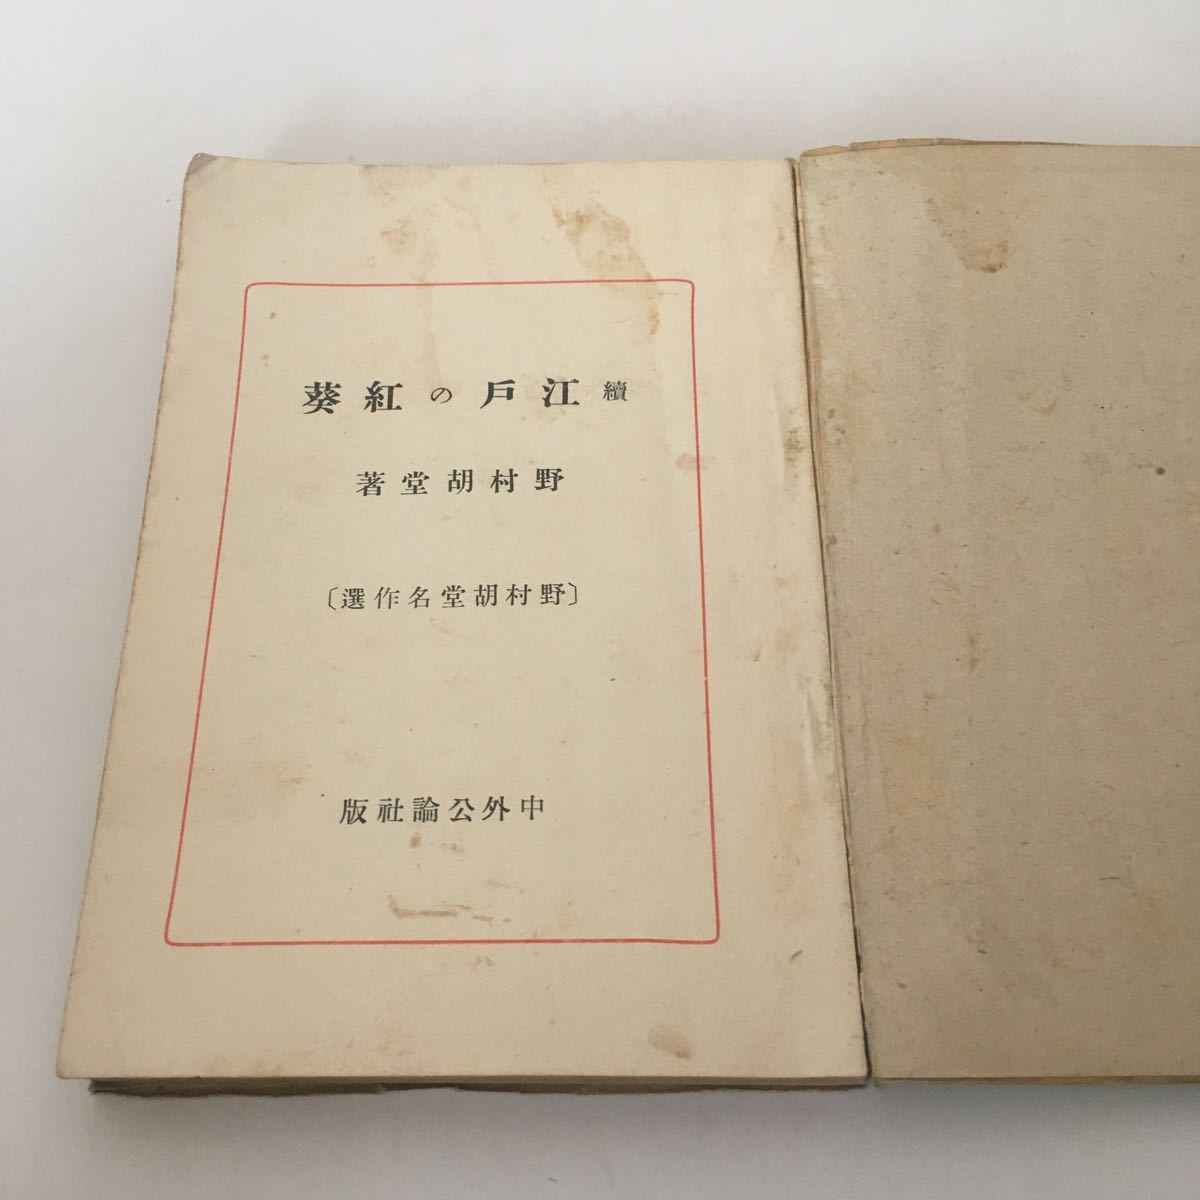 續江戶の紅葵
野村胡堂著
〔野村胡堂名作選〕
中外公論社版